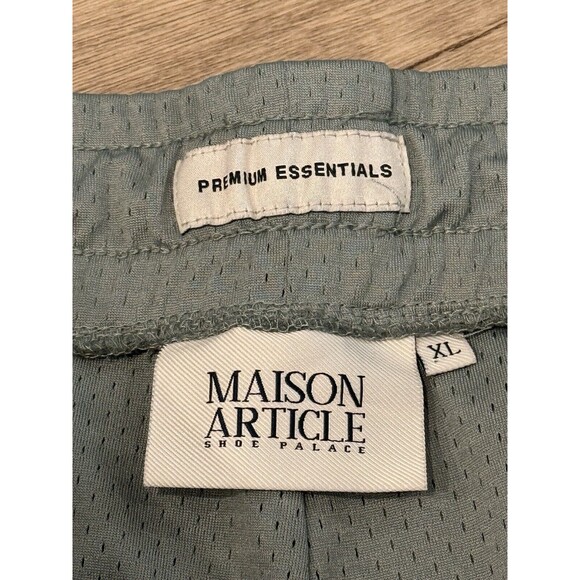 PREMIUM ESSENTIALS
XL
MAISON
ARTICLE
SHOE PALACE